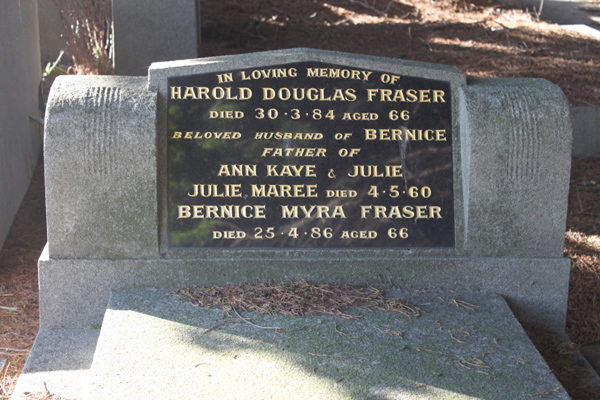 IN LOVING MEMORY OF
HAROLD DOUGLAS FRASER
DIED 30·3·84 AGED 66
BELOVED HUSBAND OF BERNICE
FATHER OF
ANN KAYE & JULIE
JULIE MAREE DIED 4·5·60
BERNICE MYRA FRASER
DIED 25·4·86 AGED 66